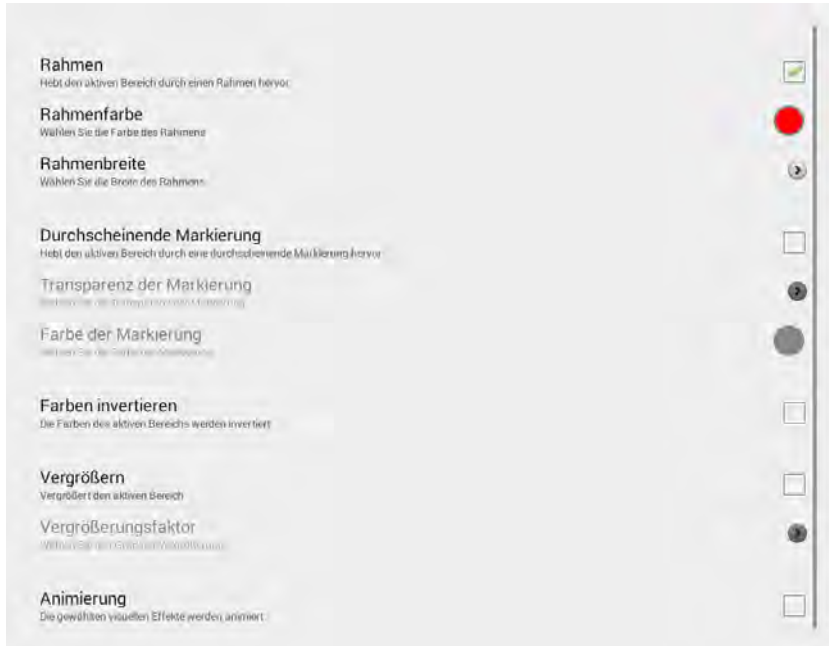 Rahmen
Hebt den aktiven Bereich durch einen Rahmen hervor
Rahmenfarbe
Wählen Sie die Farbe des Rahmens
Rahmenbreite
Wählen Sie die Breite des Rahmens
Durchscheinende Markierung
Hebt den aktiven Bereich durch eine durchscheinende Markierung hervor
Transparenz der Markierung
Farbe der Markierung
Farben invertieren
Die Farben des aktiven Bereichs werden invertiert
Vergrößern
Vergrößert den aktiven Bereich
Vergrößerungsfaktor
Animierung
Die gewählten visuellen Effekte werden animiert